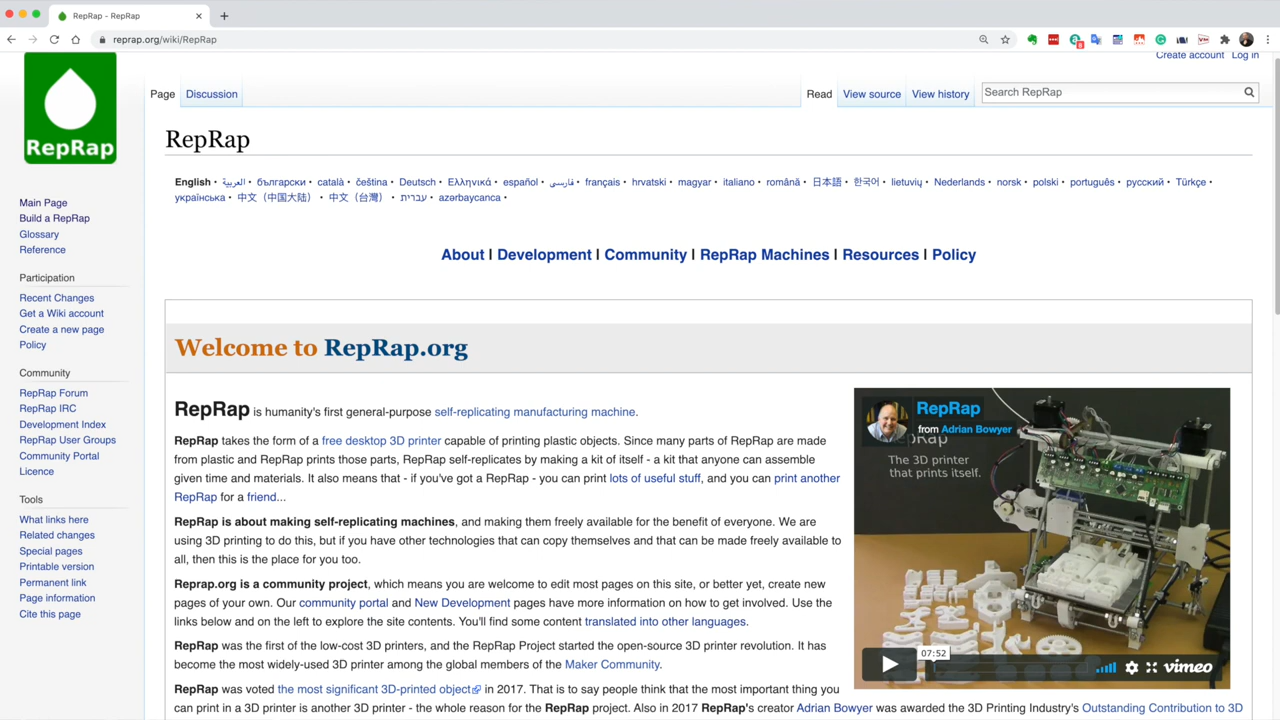 RepRap - RepRap
reprap.org/wiki/RepRap
Create account Log in
RepRap
Page Discussion Read View source View history Search RepRap
RepRap
English • العربية • български • català • čeština • Deutsch • Ελληνικά • español • فارسی • français • hrvatski • magyar • italiano • română • 日本語 • 한국어 • lietuvių • Nederlands • norsk • polski • português • русский • Türkçe •
українська • 中文（中国大陆） • 中文（台灣） • עברית • azərbaycanca •
Main Page
Build a RepRap
Glossary
Reference
Participation
Recent Changes
Get a Wiki account
Create a new page
Policy
Community
RepRap Forum
RepRap IRC
Development Index
RepRap User Groups
Community Portal
Licence
Tools
What links here
Related changes
Special pages
Printable version
Permanent link
Page information
Cite this page
About | Development | Community | RepRap Machines | Resources | Policy
Welcome to RepRap.org
RepRap is humanity's first general-purpose self-replicating manufacturing machine.
RepRap takes the form of a free desktop 3D printer capable of printing plastic objects. Since many parts of RepRap are made
from plastic and RepRap prints those parts, RepRap self-replicates by making a kit of itself - a kit that anyone can assemble
given time and materials. It also means that - if you've got a RepRap - you can print lots of useful stuff, and you can print another
RepRap for a friend...
RepRap is about making self-replicating machines, and making them freely available for the benefit of everyone. We are
using 3D printing to do this, but if you have other technologies that can copy themselves and that can be made freely available to
all, then this is the place for you too.
Reprap.org is a community project, which means you are welcome to edit most pages on this site, or better yet, create new
pages of your own. Our community portal and New Development pages have more information on how to get involved. Use the
links below and on the left to explore the site contents. You'll find some content translated into other languages.
RepRap was the first of the low-cost 3D printers, and the RepRap Project started the open-source 3D printer revolution. It has
become the most widely-used 3D printer among the global members of the Maker Community.
RepRap was voted the most significant 3D-printed object in 2017. That is to say people think that the most important thing you
can print in a 3D printer is another 3D printer - the whole reason for the RepRap project. Also in 2017 RepRap's creator Adrian Bowyer was awarded the 3D Printing Industry's Outstanding Contribution to 3D
RepRap
from Adrian Bowyer
The 3D printer
that prints itself.
07:52
vimeo